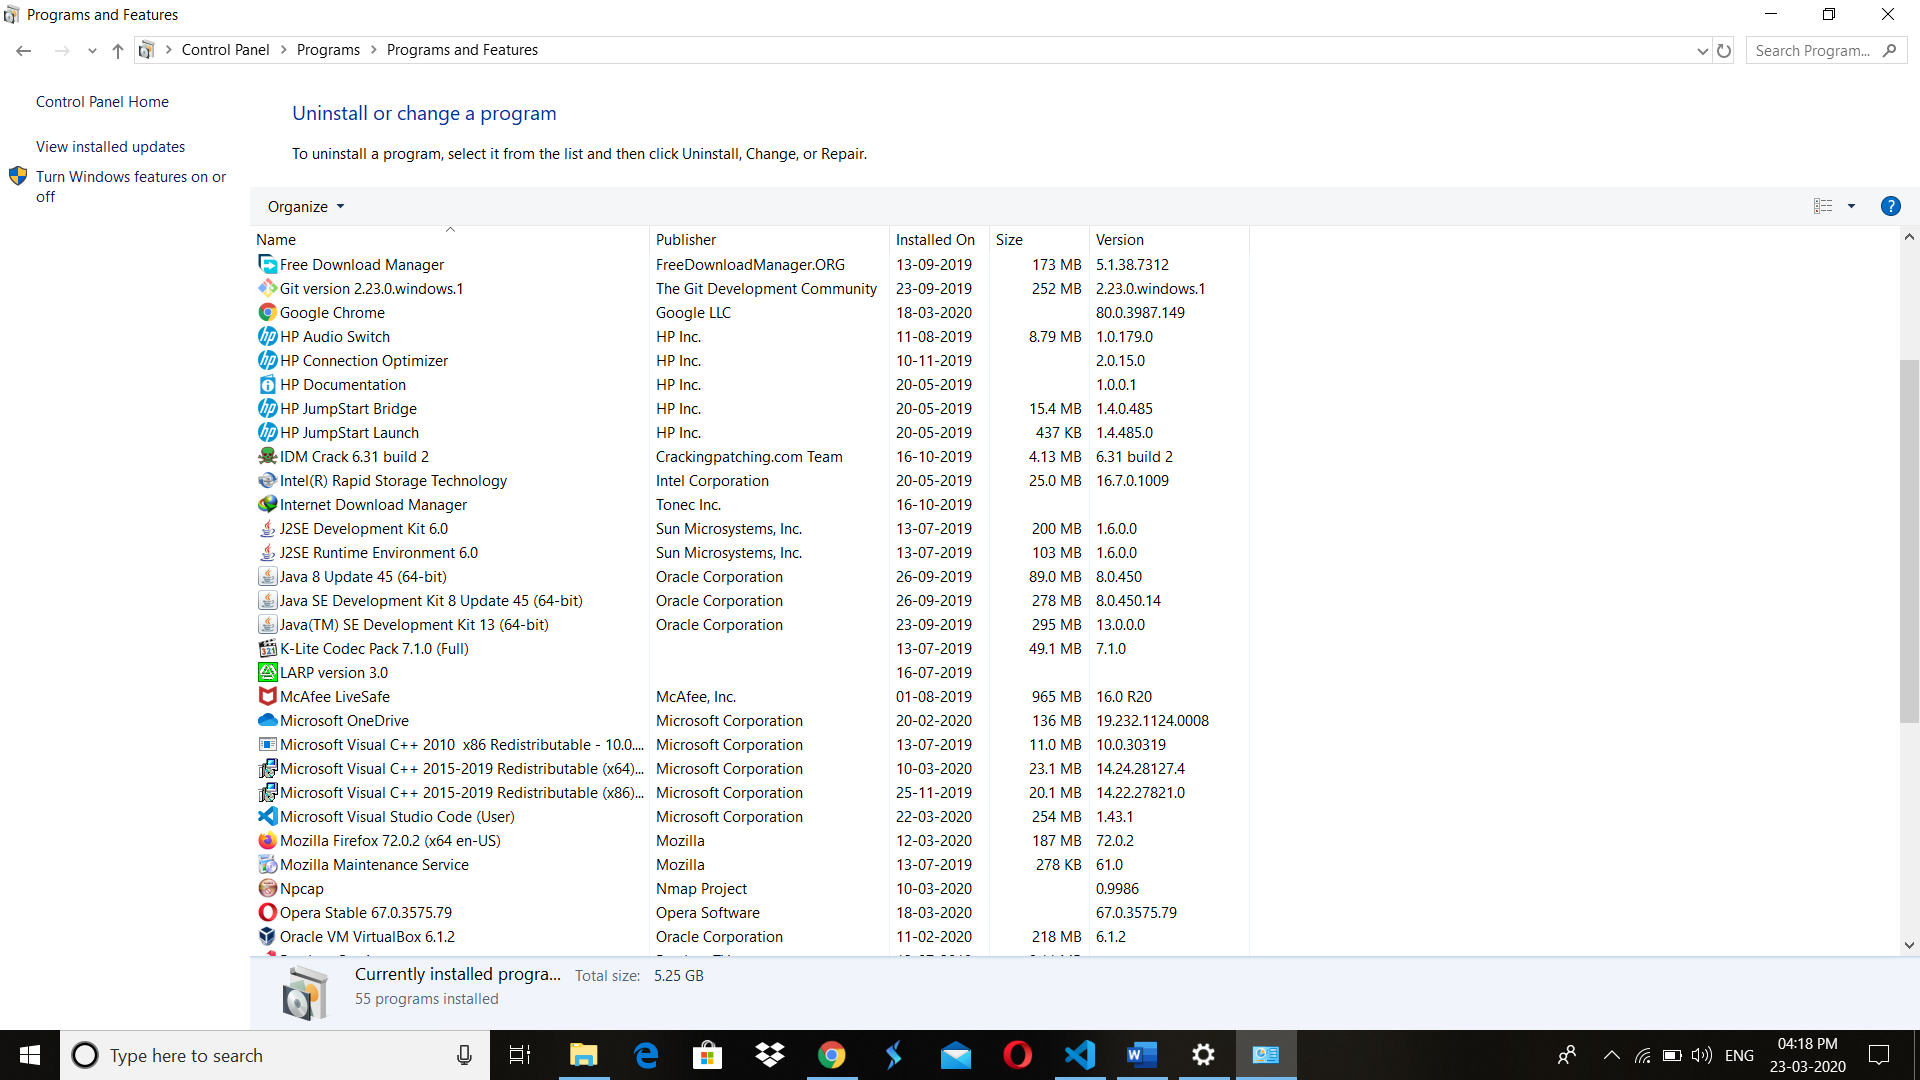 Programs and Features
Control Panel Programs Programs and Features
Search Program...
Control Panel Home
View installed updates
Turn Windows features on or
off
Uninstall or change a program
To uninstall a program, select it from the list and then click Uninstall, Change, or Repair.
Organize
Name Publisher Installed On Size Version
Free Download Manager FreeDownloadManager.ORG 13-09-2019 173 MB 5.1.38.7312
Git version 2.23.0.windows.1 The Git Development Community 23-09-2019 252 MB 2.23.0.windows.1
Google Chrome Google LLC 18-03-2020 80.0.3987.149
HP Audio Switch HP Inc. 11-08-2019 8.79 MB 1.0.179.0
HP Connection Optimizer HP Inc. 10-11-2019 2.0.15.0
HP Documentation HP Inc. 20-05-2019 1.0.0.1
HP JumpStart Bridge HP Inc. 20-05-2019 15.4 MB 1.4.0.485
HP JumpStart Launch HP Inc. 20-05-2019 437 KB 1.4.485.0
IDM Crack 6.31 build 2 Crackingpatching.com Team 16-10-2019 4.13 MB 6.31 build 2
Intel(R) Rapid Storage Technology Intel Corporation 20-05-2019 25.0 MB 16.7.0.1009
Internet Download Manager Tonec Inc. 16-10-2019
J2SE Development Kit 6.0 Sun Microsystems, Inc. 13-07-2019 200 MB 1.6.0.0
J2SE Runtime Environment 6.0 Sun Microsystems, Inc. 13-07-2019 103 MB 1.6.0.0
Java 8 Update 45 (64-bit) Oracle Corporation 26-09-2019 89.0 MB 8.0.450
Java SE Development Kit 8 Update 45 (64-bit) Oracle Corporation 26-09-2019 278 MB 8.0.450.14
Java(TM) SE Development Kit 13 (64-bit) Oracle Corporation 23-09-2019 295 MB 13.0.0.0
K-Lite Codec Pack 7.1.0 (Full) 13-07-2019 49.1 MB 7.1.0
LARP version 3.0 16-07-2019
McAfee LiveSafe McAfee, Inc. 01-08-2019 965 MB 16.0 R20
Microsoft OneDrive Microsoft Corporation 20-02-2020 136 MB 19.232.1124.0008
Microsoft Visual C++ 2010  x86 Redistributable - 10.0.... Microsoft Corporation 13-07-2019 11.0 MB 10.0.30319
Microsoft Visual C++ 2015-2019 Redistributable (x64)... Microsoft Corporation 10-03-2020 23.1 MB 14.24.28127.4
Microsoft Visual C++ 2015-2019 Redistributable (x86)... Microsoft Corporation 25-11-2019 20.1 MB 14.22.27821.0
Microsoft Visual Studio Code (User) Microsoft Corporation 22-03-2020 254 MB 1.43.1
Mozilla Firefox 72.0.2 (x64 en-US) Mozilla 12-03-2020 187 MB 72.0.2
Mozilla Maintenance Service Mozilla 13-07-2019 278 KB 61.0
Npcap Nmap Project 10-03-2020 0.9986
Opera Stable 67.0.3575.79 Opera Software 18-03-2020 67.0.3575.79
Oracle VM VirtualBox 6.1.2 Oracle Corporation 11-02-2020 218 MB 6.1.2
Currently installed progra... Total size: 5.25 GB
55 programs installed
Type here to search
ENG
04:18 PM
23-03-2020